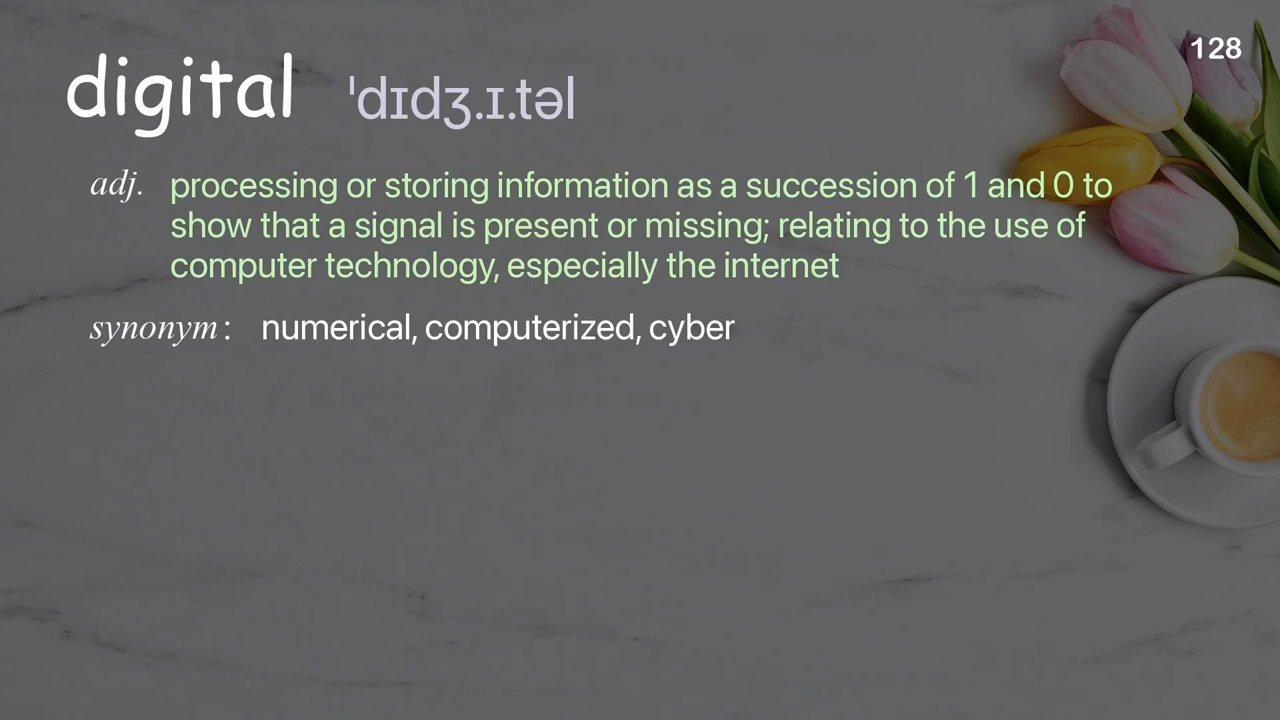 128
digital ˈdɪdʒ.ɪ.təl
adj. processing or storing information as a succession of 1 and 0 to
show that a signal is present or missing; relating to the use of
computer technology, especially the internet
synonym: numerical, computerized, cyber